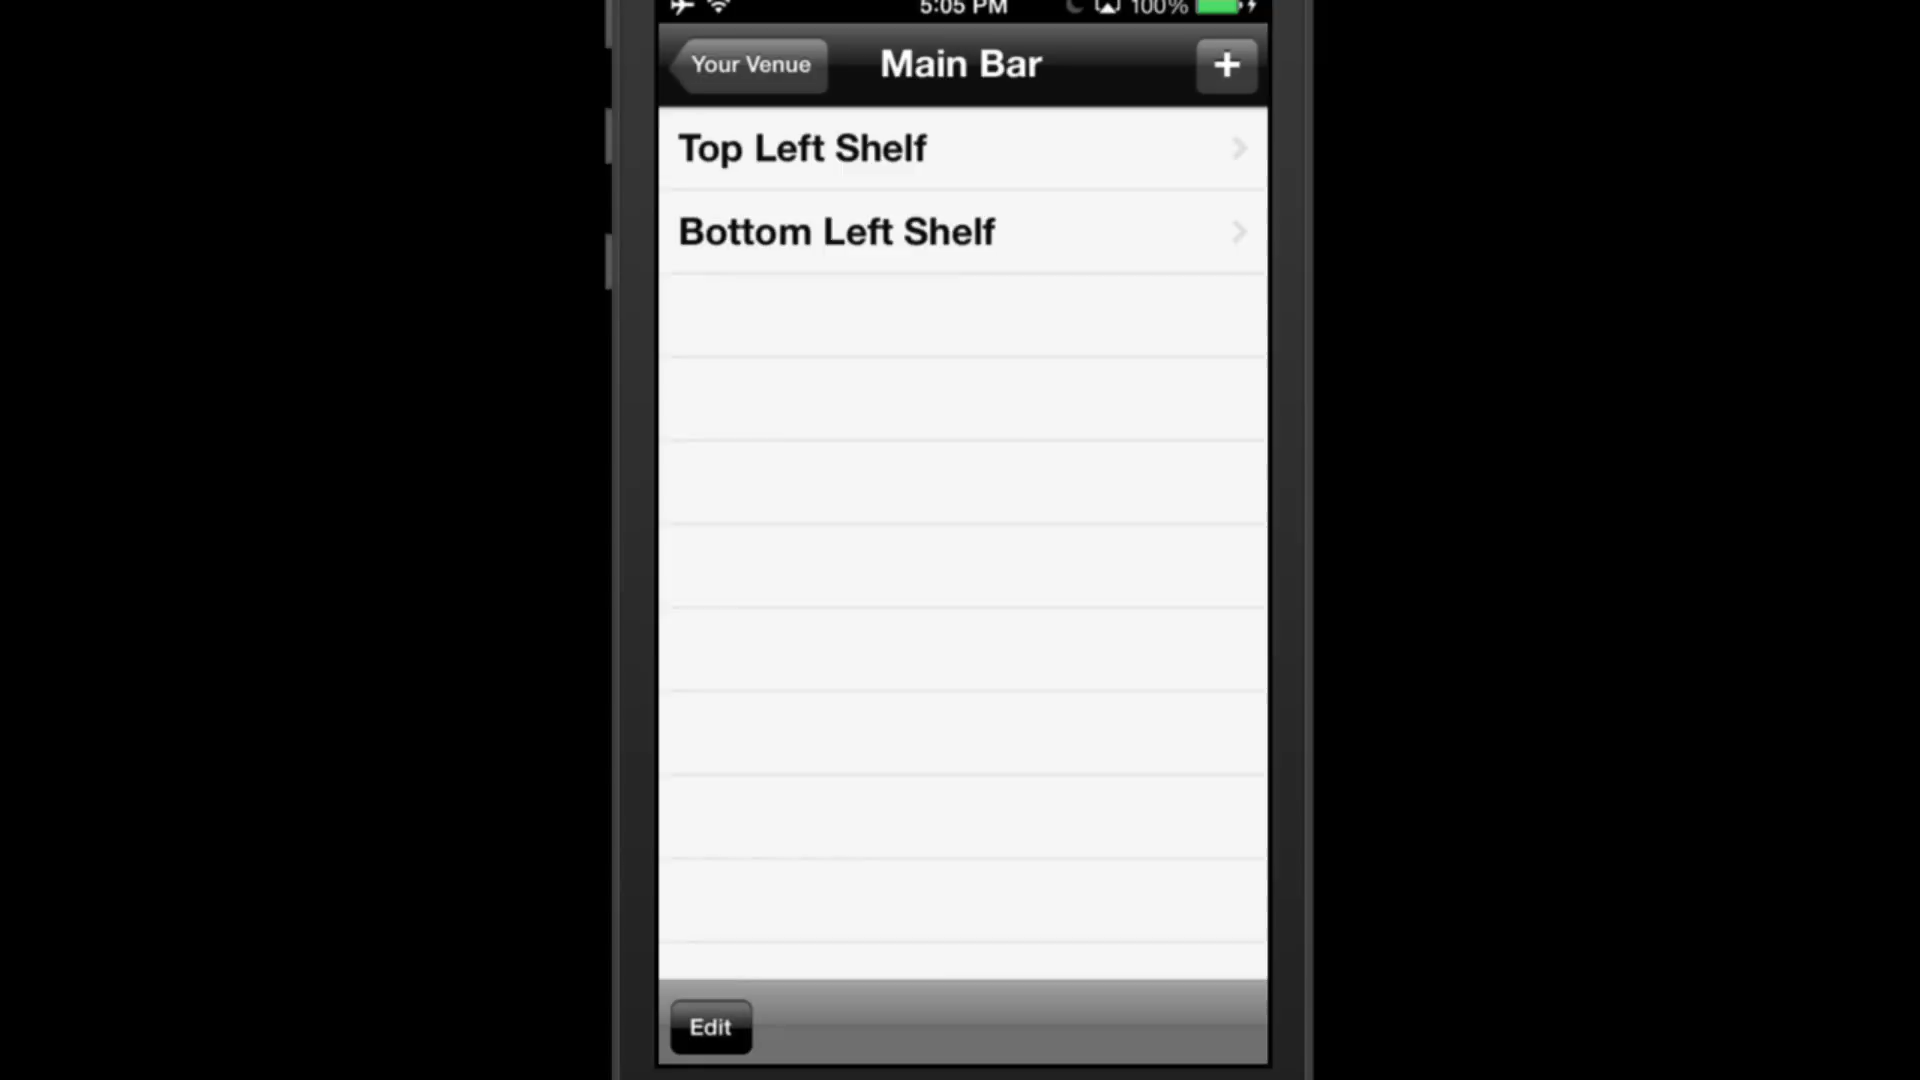 5:05 PM 100%
Your Venue Main Bar +
Top Left Shelf
Bottom Left Shelf
Edit